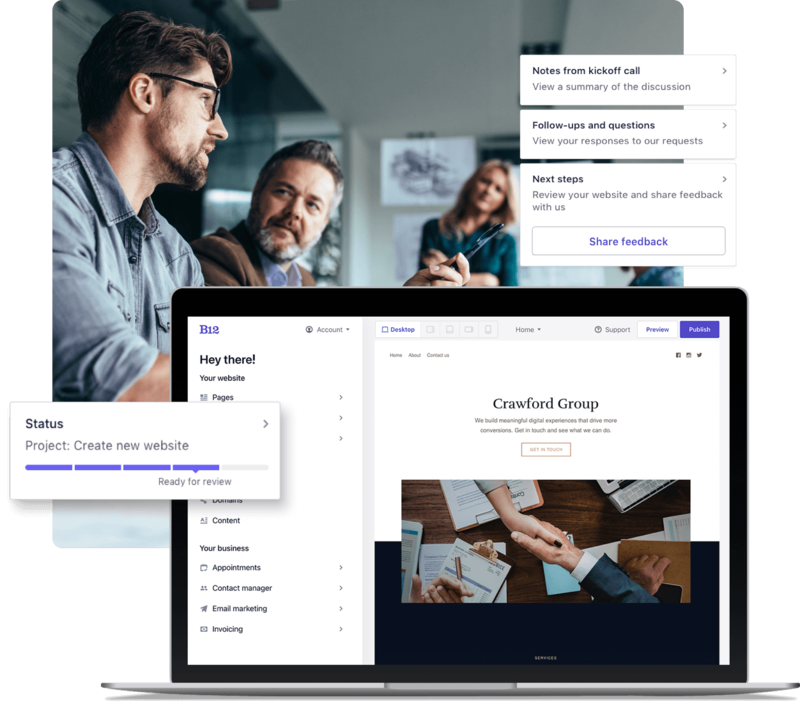 Notes from kickoff call
View a summary of the discussion
Follow-ups and questions
View your responses to our requests
Next steps
Review your website and share feedback
with us
Share feedback
B12
Account
Hey there!
Your website
Pages
Domains
Content
Your business
Appointments
Contact manager
Email marketing
Invoicing
Status
Project: Create new website
Ready for review
Desktop
Home
Support
Preview
Publish
Home About Contact us
Crawford Group
We build meaningful digital experiences that drive more
conversions. Get in touch and see what we can do.
GET IN TOUCH
SERVICES